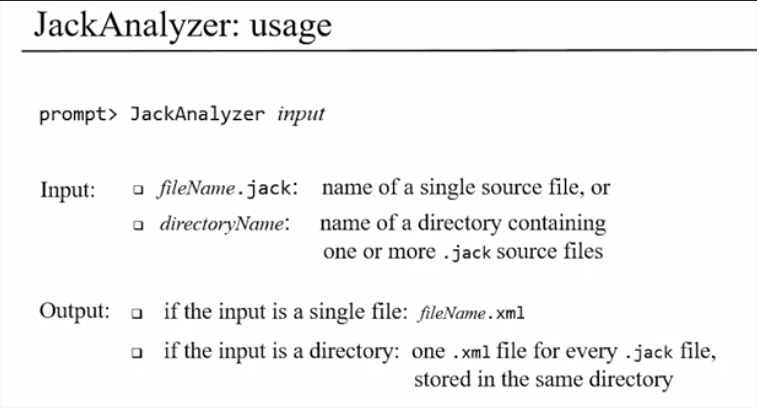 JackAnalyzer: usage
prompt> JackAnalyzer input
Input: ❑ fileName.jack: name of a single source file, or
❑ directoryName: name of a directory containing
one or more .jack source files
Output: ❑ if the input is a single file: fileName.xml
❑ if the input is a directory: one .xml file for every .jack file,
stored in the same directory